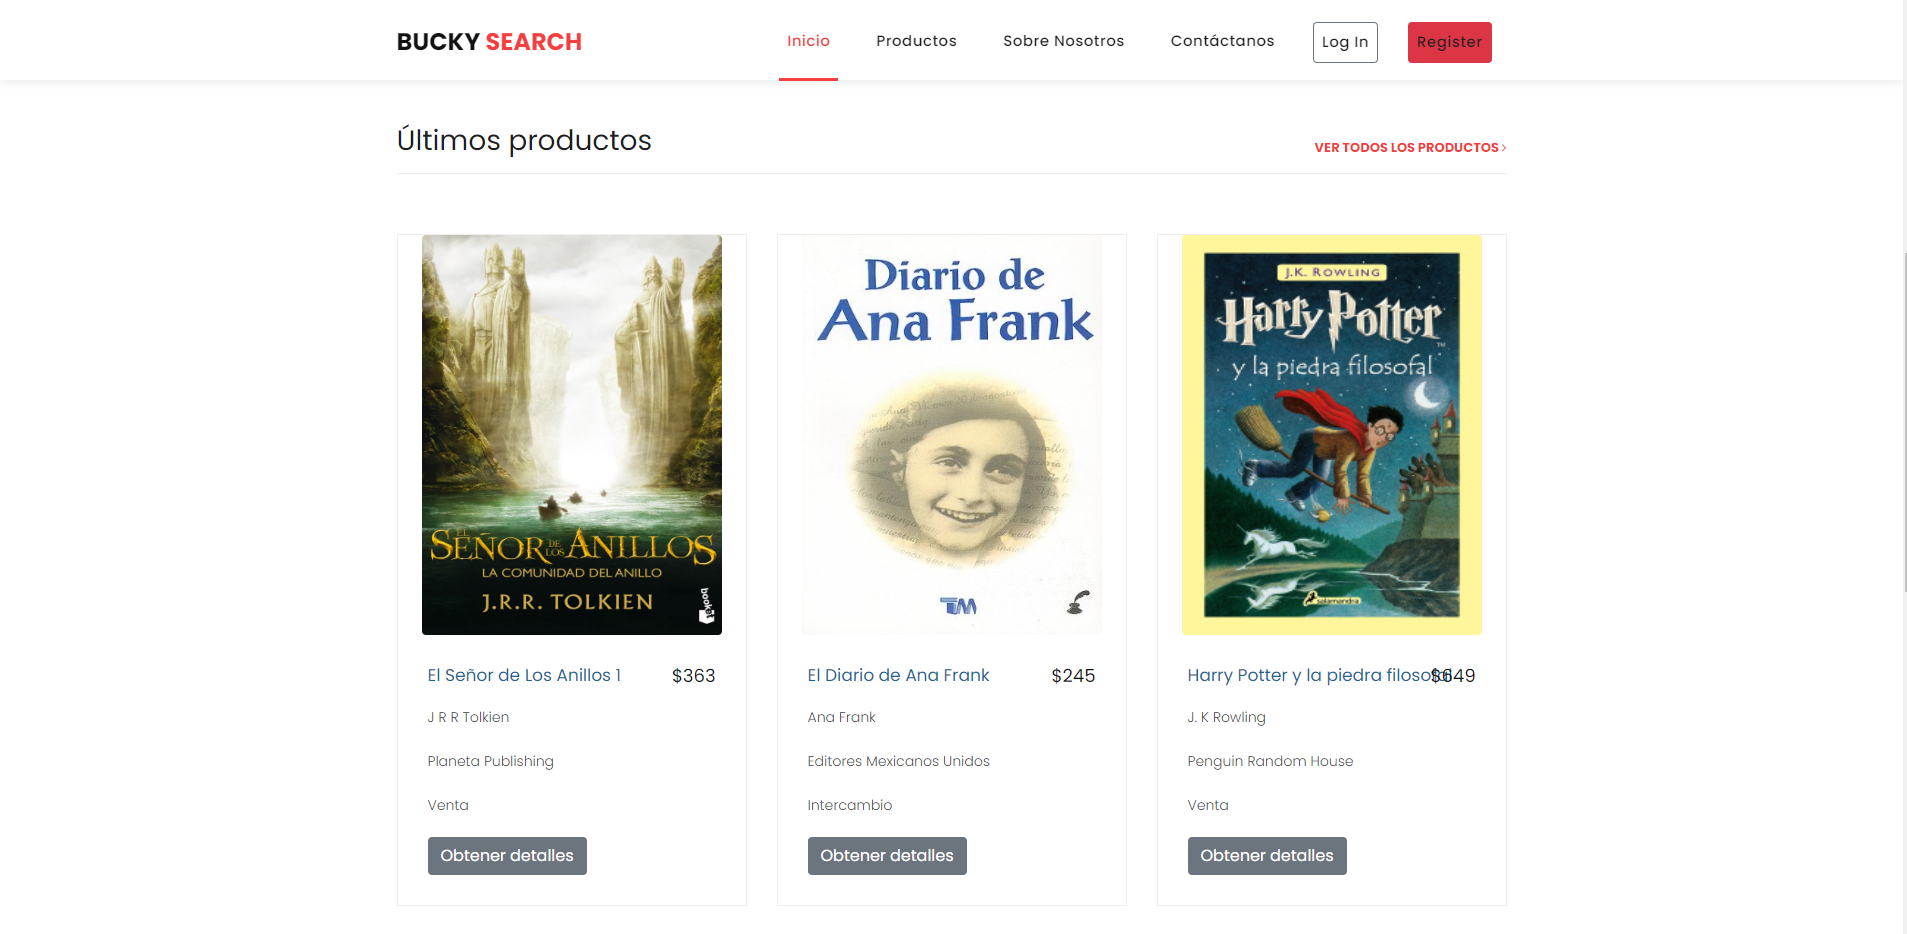 BUCKY SEARCH
Inicio
Productos
Sobre Nosotros
Contáctanos
Log In
Register
Últimos productos
VER TODOS LOS PRODUCTOS >
EL
SEÑOR DE LOS ANILLOS
LA COMUNIDAD DEL ANILLO
J.R.R. TOLKIEN
booket
El Señor de Los Anillos 1
$363
J R R Tolkien
Planeta Publishing
Venta
Obtener detalles
Diario de
Ana Frank
TM
El Diario de Ana Frank
$245
Ana Frank
Editores Mexicanos Unidos
Intercambio
Obtener detalles
J.K. ROWLING
Harry Potter
TM
y la piedra filosofal
salamandra
Harry Potter y la piedra filosofal
$649
J. K Rowling
Penguin Random House
Venta
Obtener detalles